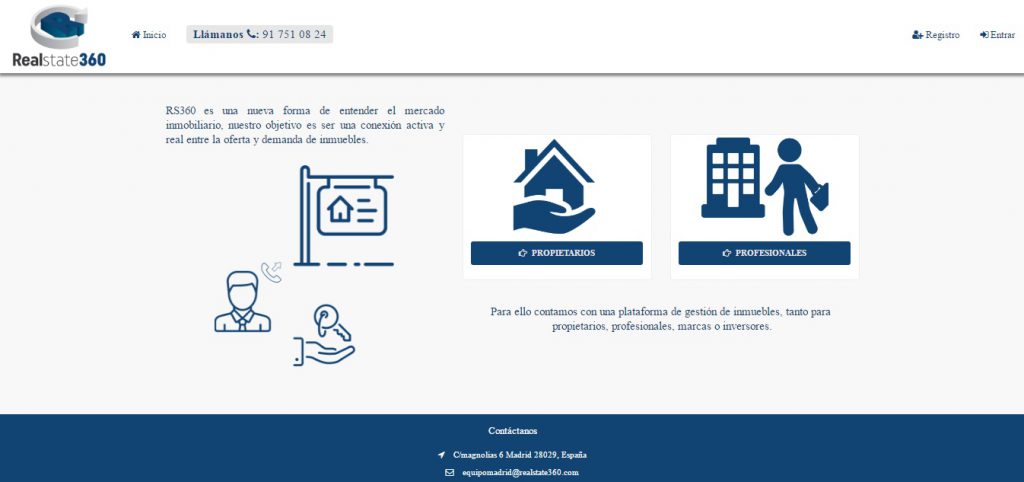 Realstate360
Inicio
Llámanos : 91 751 08 24
Registro
Entrar
RS360 es una nueva forma de entender el mercado
inmobiliario, nuestro objetivo es ser una conexión activa y
real entre la oferta y demanda de inmuebles.
PROPIETARIOS
PROFESIONALES
Para ello contamos con una plataforma de gestión de inmuebles, tanto para
propietarios, profesionales, marcas o inversores.
Contáctanos
C/magnolias 6 Madrid 28029, España
equipomadrid@realstate360.com